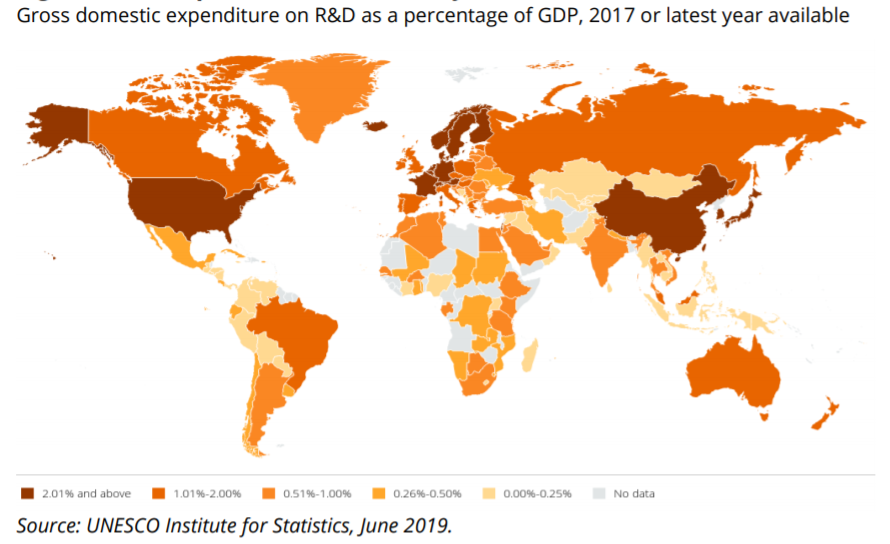 Gross domestic expenditure on R&D as a percentage of GDP, 2017 or latest year available
2.01% and above 1.01%-2.00% 0.51%-1.00% 0.26%-0.50% 0.00%-0.25% No data
Source: UNESCO Institute for Statistics, June 2019.